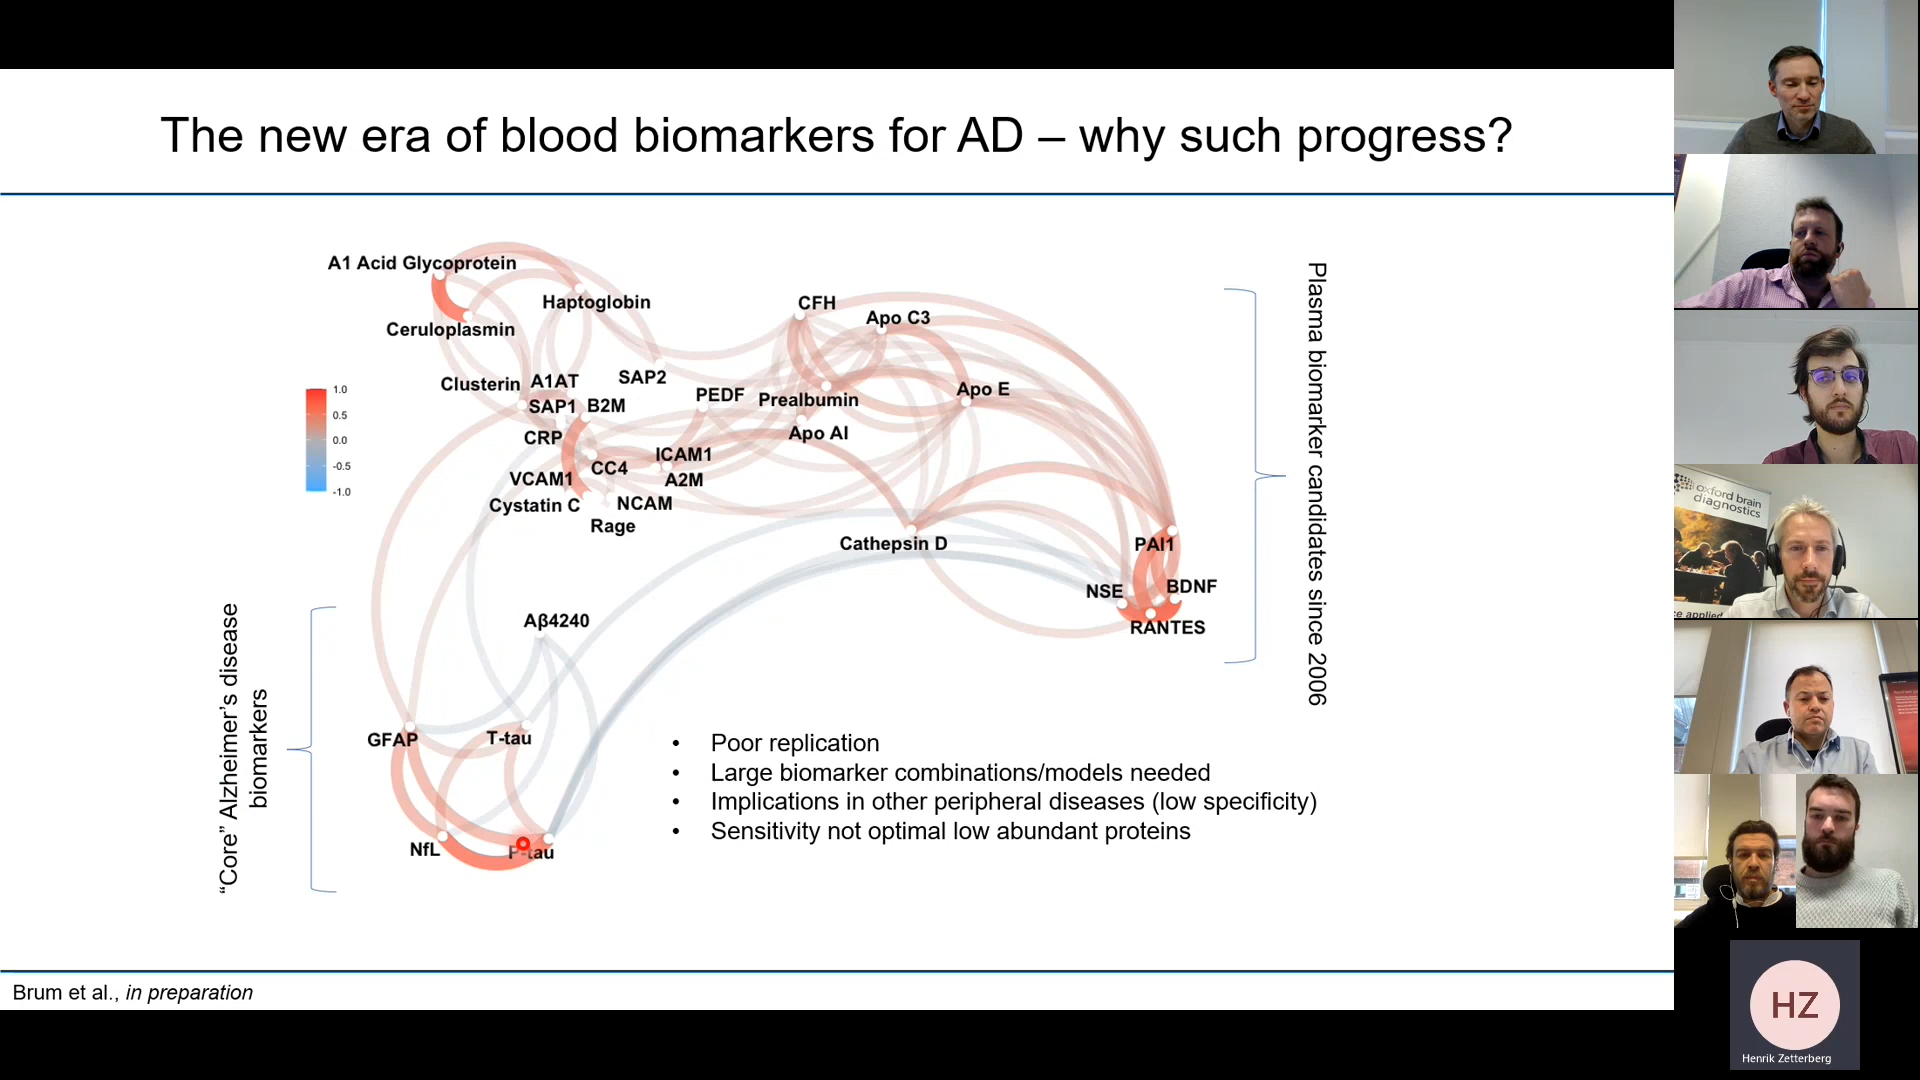 The new era of blood biomarkers for AD – why such progress?
A1 Acid Glycoprotein
Haptoglobin
Ceruloplasmin
CFH
Apo C3
Clusterin
A1AT
SAP2
SAP1
B2M
PEDF
Prealbumin
Apo E
CRP
Apo AI
ICAM1
CC4
VCAM1
A2M
Cystatin C
NCAM
Rage
Cathepsin D
PAI1
NSE
BDNF
RANTES
1.0
0.5
0.0
-0.5
-1.0
Plasma biomarker candidates since 2006
Aβ4240
GFAP
T-tau
NfL
P-tau
“Core” Alzheimer’s disease
biomarkers
• Poor replication
• Large biomarker combinations/models needed
• Implications in other peripheral diseases (low specificity)
• Sensitivity not optimal low abundant proteins
Brum et al., in preparation
oxford brain
diagnostics
ce applied
HZ
Henrik Zetterberg